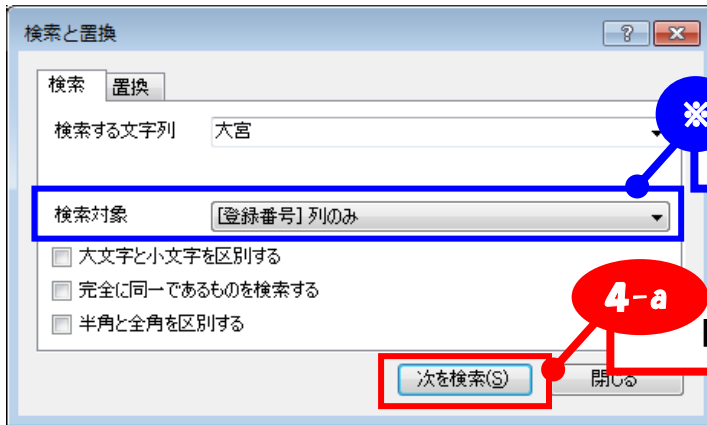 検索と置換
検索 置換
検索する文字列 大宮
※
検索対象 [登録番号] 列のみ
大文字と小文字を区別する
完全に同一であるものを検索する
半角と全角を区別する
4-a
次を検索(S) 閉じる